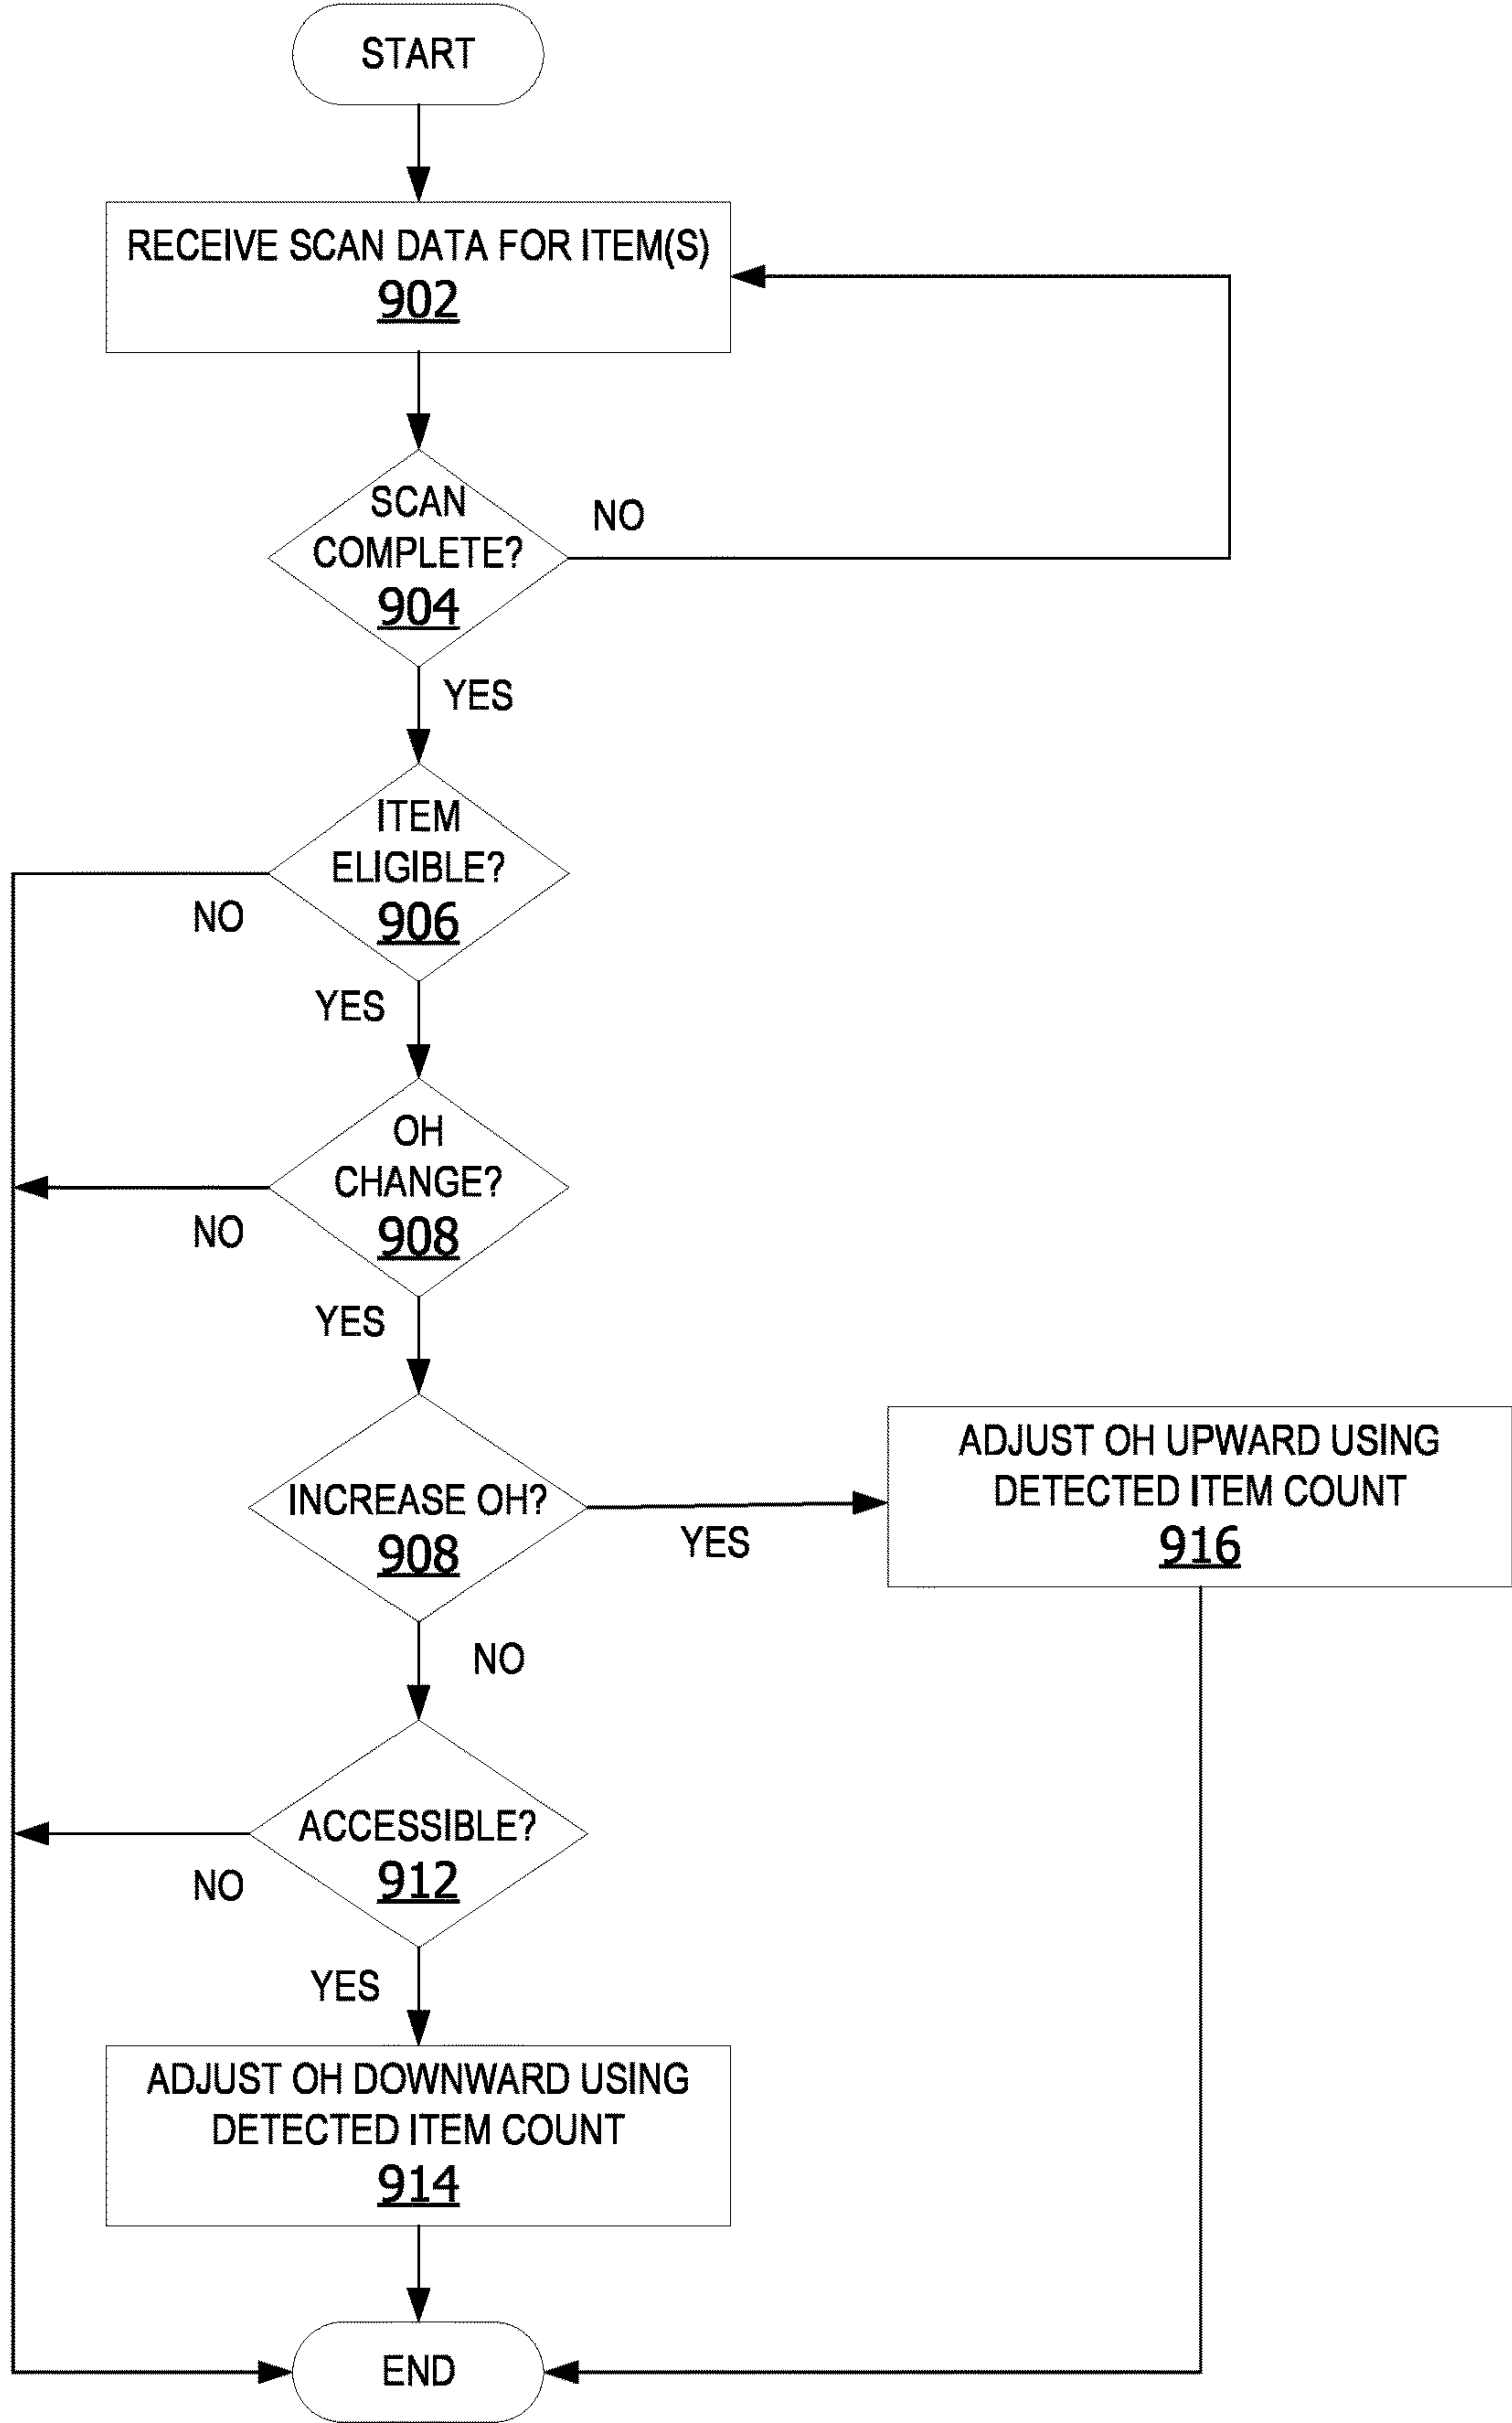 START
RECEIVE SCAN DATA FOR ITEM(S)
902
SCAN
COMPLETE?
904
NO
YES
ITEM
ELIGIBLE?
906
NO
YES
OH
CHANGE?
908
NO
YES
INCREASE OH?
908
YES
ADJUST OH UPWARD USING
DETECTED ITEM COUNT
916
NO
ACCESSIBLE?
912
NO
YES
ADJUST OH DOWNWARD USING
DETECTED ITEM COUNT
914
END